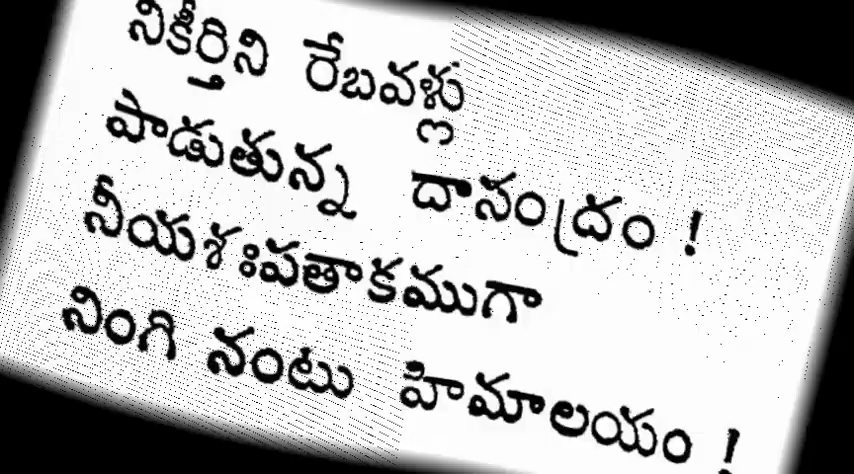 నికీర్తిని రేబవళ్లు
పాడుతున్న దాసంద్రం !
నీయశఃపతాకముగా
నింగి నంటు హిమాలయం !